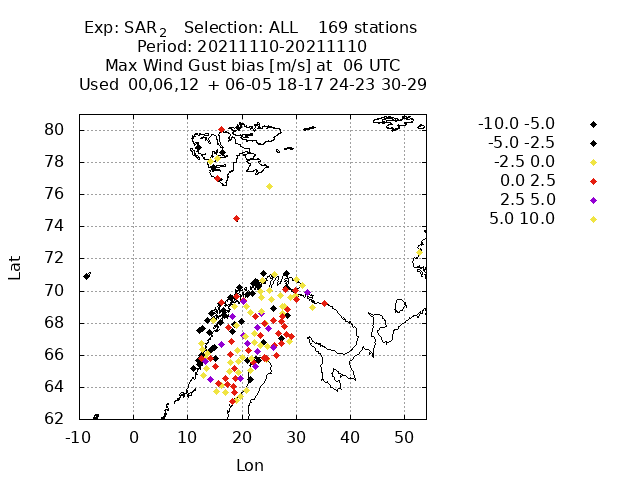 Exp: SAR₂ Selection: ALL 169 stations
Period: 20211110-20211110
Max Wind Gust bias [m/s] at 06 UTC
Used 00,06,12 + 06-05 18-17 24-23 30-29
-10.0 -5.0
-5.0 -2.5
-2.5 0.0
0.0 2.5
2.5 5.0
5.0 10.0
80
78
76
74
72
70
68
66
64
62
Lat
-10 0 10 20 30 40 50
Lon